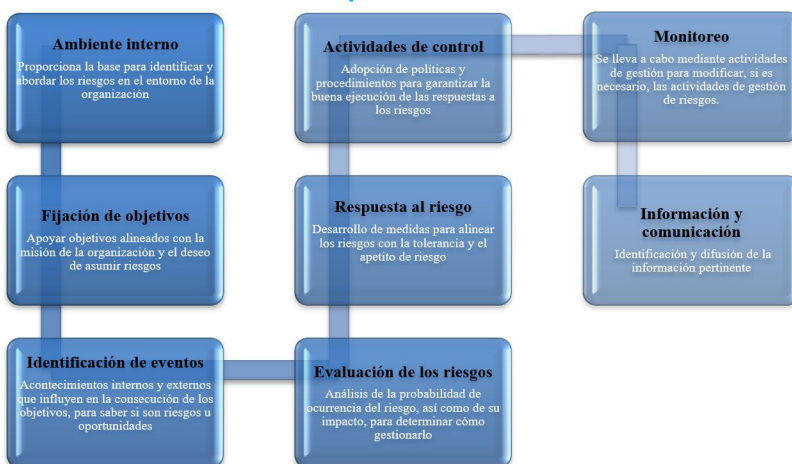 Ambiente interno
Proporciona la base para identificar y
abordar los riesgos en el entorno de la
organización
Fijación de objetivos
Apoyar objetivos alineados con la
misión de la organización y el deseo
de asumir riesgos
Identificación de eventos
Acontecimientos internos y externos
que influyen en la consecución de los
objetivos, para saber si son riesgos u
oportunidades
Evaluación de los riesgos
Análisis de la probabilidad de
ocurrencia del riesgo, así como de su
impacto, para determinar cómo
gestionarlo
Respuesta al riesgo
Desarrollo de medidas para alinear
los riesgos con la tolerancia y el
apetito de riesgo
Actividades de control
Adopción de políticas y
procedimientos para garantizar la
buena ejecución de las respuestas a
los riesgos
Monitoreo
Se lleva a cabo mediante actividades
de gestión para modificar, si es
necesario, las actividades de gestión
de riesgos.
Información y
comunicación
Identificación y difusión de la
información pertinente